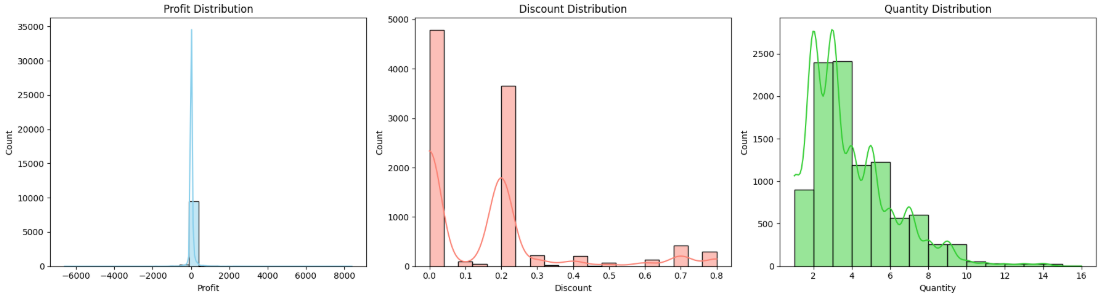 Profit Distribution
Count
35000
30000
25000
20000
15000
10000
5000
0
−6000 −4000 −2000 0 2000 4000 6000 8000
Profit
Discount Distribution
Count
5000
4000
3000
2000
1000
0
0.0 0.1 0.2 0.3 0.4 0.5 0.6 0.7 0.8
Discount
Quantity Distribution
Count
2500
2000
1500
1000
500
0
2 4 6 8 10 12 14 16
Quantity